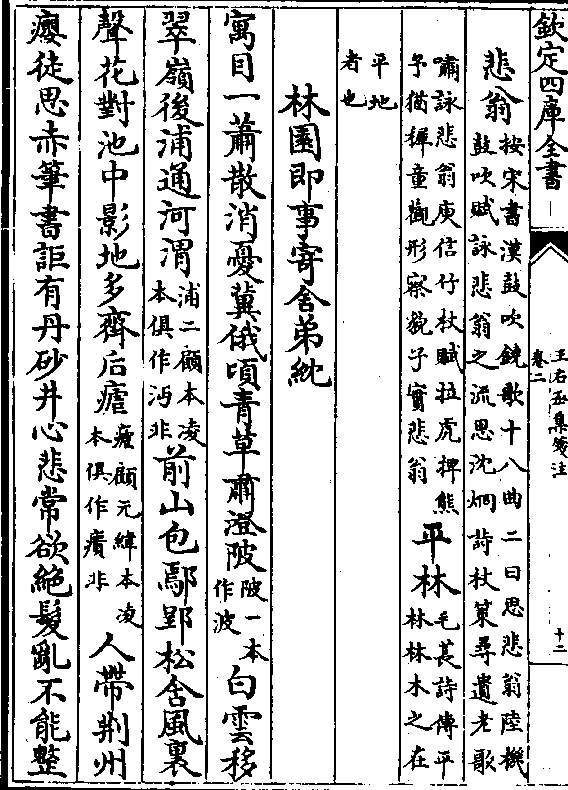 欽定四庫全書
王右丞集箋注
卷二
十二
悲翁
按宋書漢鼓吹鐃歌十八曲二曰思悲翁陸機
鼓吹賦詠悲翁之流思沈烱詩杖策尋遺老歌
嘯詠悲翁庾信竹杖賦拉虎捭熊
予猶穉童觀形察貌子實悲翁
平林
毛萇詩傳平
林林木之在
平地
者也
林園即事寄舍弟紞
寓目一蕭散消憂冀俄頃青草肅澄陂
陂一本
作波
白雲移
翠嶺後浦通河渭
浦二顧本凌
本俱作沔非
前山包鄢郢松含風裏
聲花對池中影地多齊后瘧
瘧顧元緯本凌
本俱作癀非
人帶荆州
癭徒思赤筆書詎有丹砂井心悲常欲絶髮亂不能整